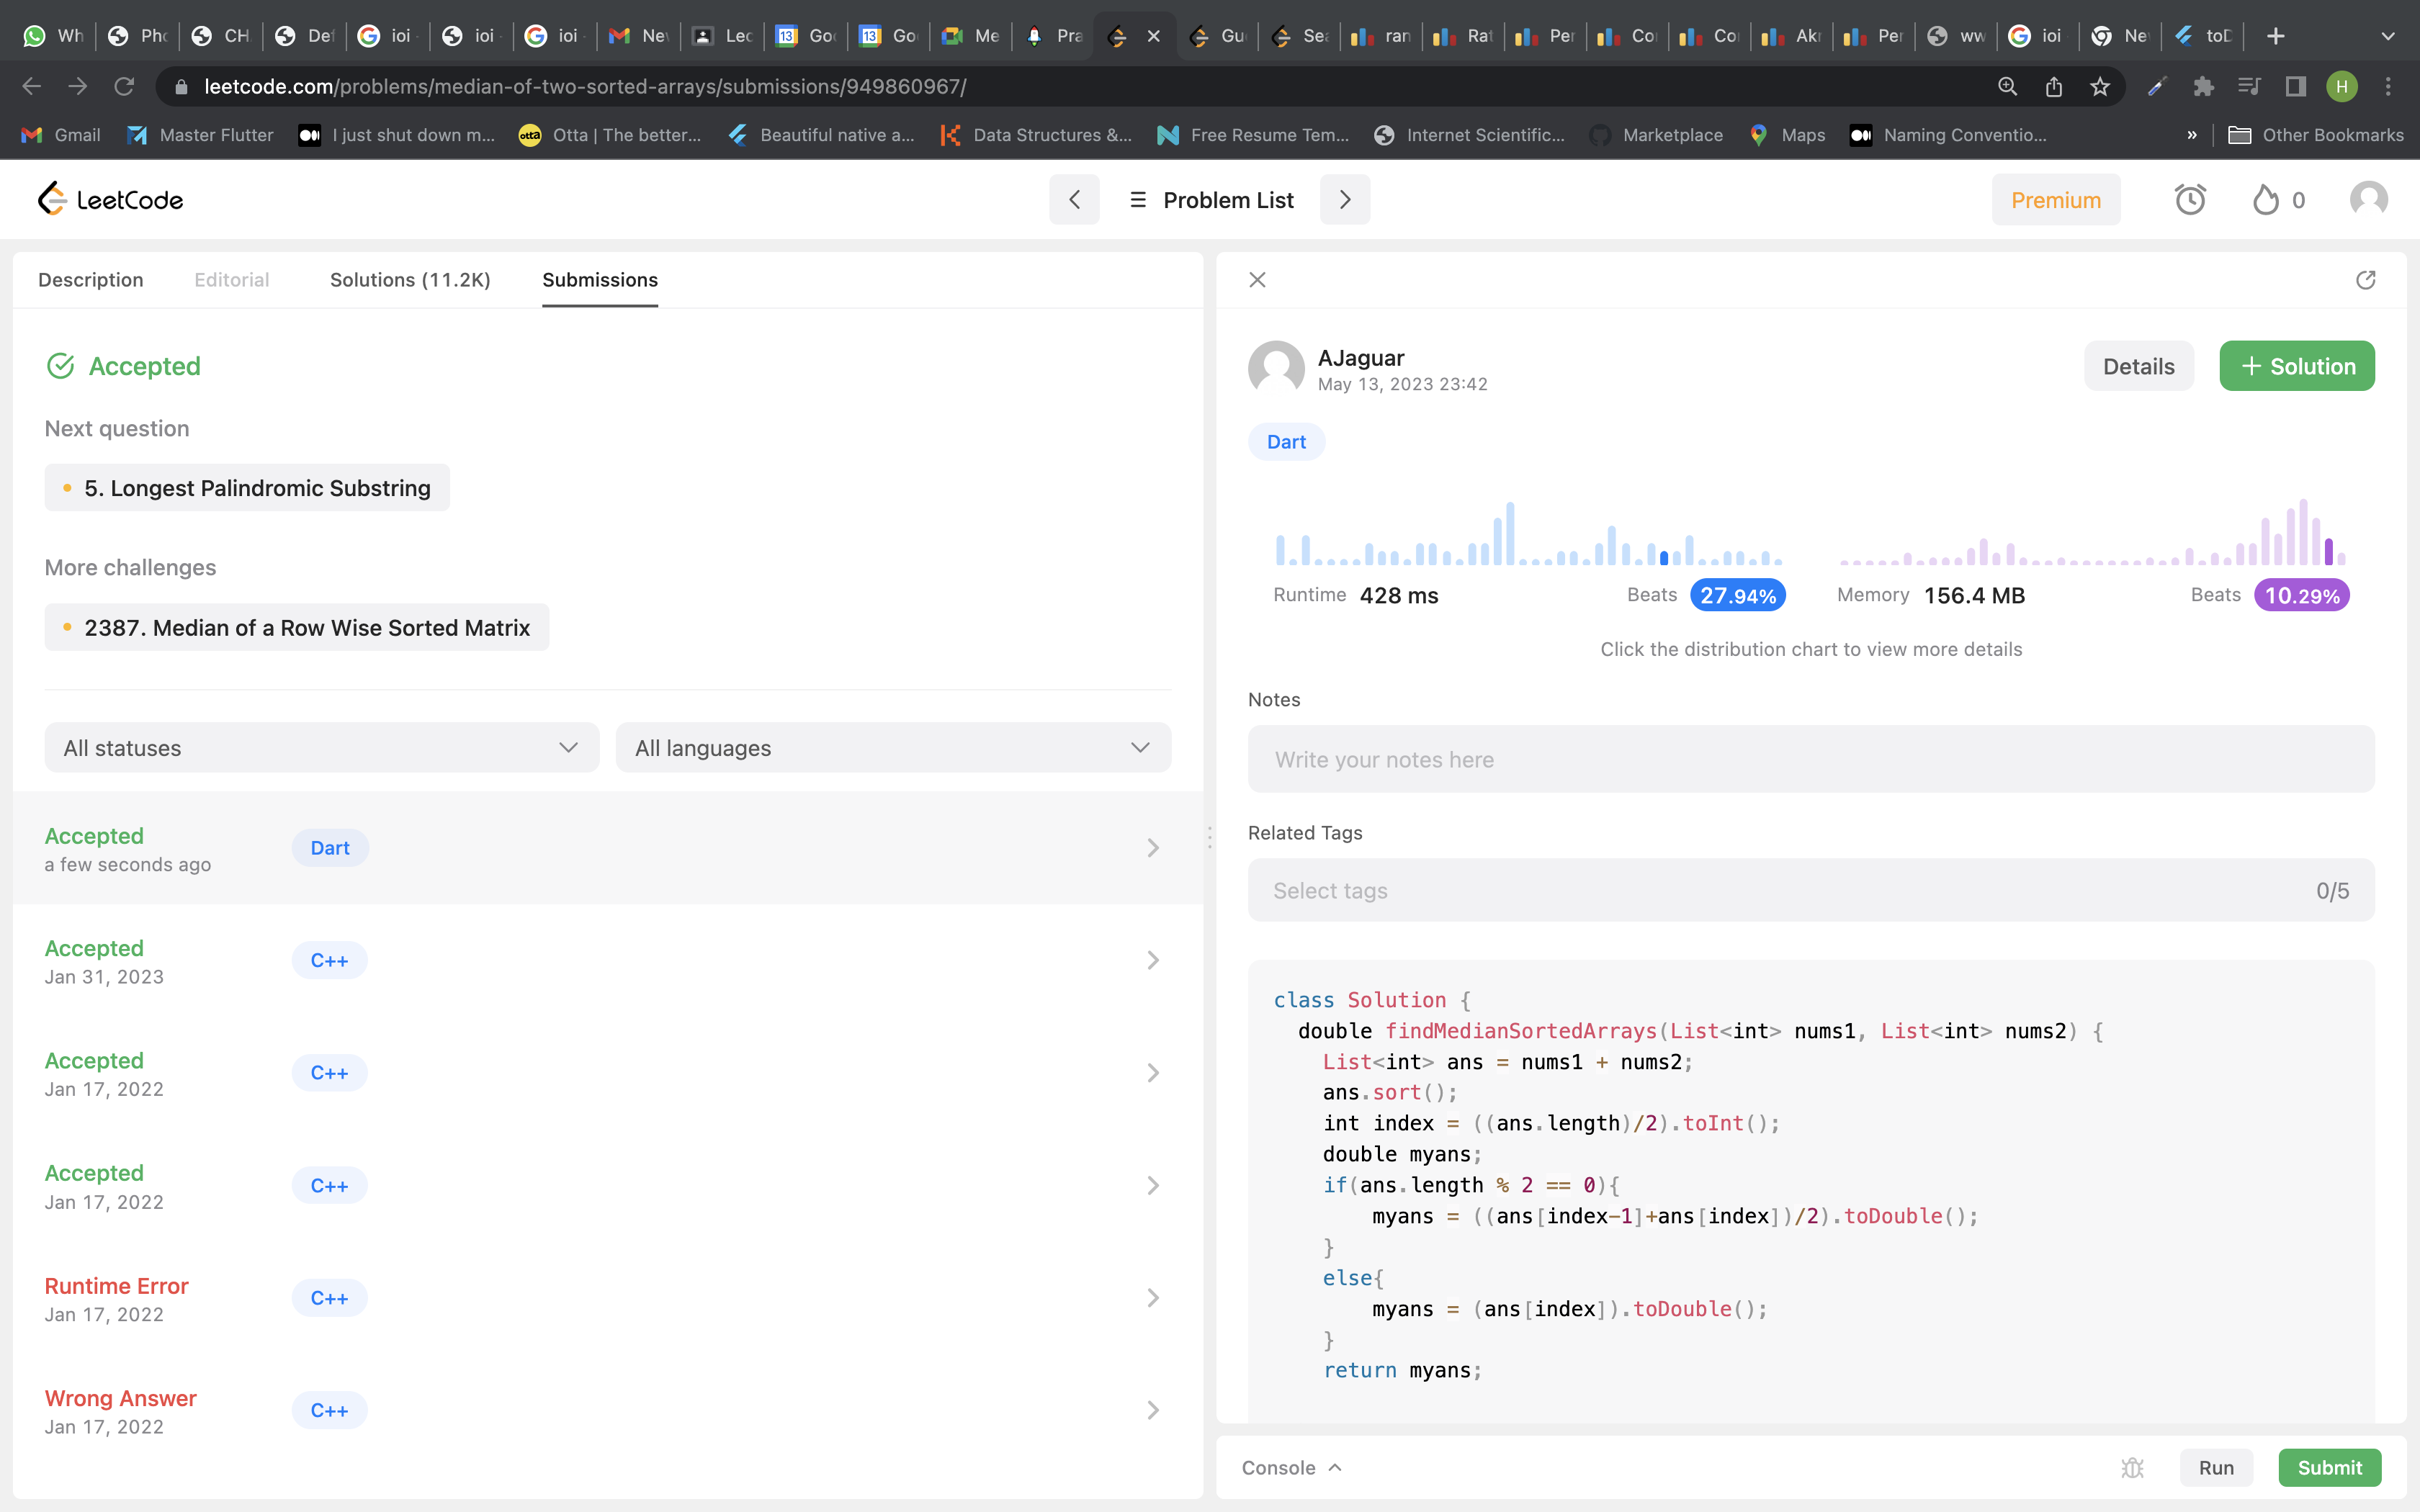 Wh
Pho
CH
Def
ioi
ioi
ioi
Nev
Lec
Goo
Go
Me
Pra
Gu
Sea
ran
Rat
Per
Co
Co
Akr
Per
ww
ioi
Ne
toD
leetcode.com/problems/median-of-two-sorted-arrays/submissions/949860967/
H
Gmail
Master Flutter
I just shut down m...
Otta | The better...
Beautiful native a...
Data Structures &...
Free Resume Tem...
Internet Scientific...
Marketplace
Maps
Naming Conventio...
»
Other Bookmarks
LeetCode
Problem List
Premium
0
Description
Editorial
Solutions (11.2K)
Submissions
Accepted
Next question
5. Longest Palindromic Substring
More challenges
2387. Median of a Row Wise Sorted Matrix
All statuses
All languages
Accepted
a few seconds ago
Dart
Accepted
Jan 31, 2023
C++
Accepted
Jan 17, 2022
C++
Accepted
Jan 17, 2022
C++
Runtime Error
Jan 17, 2022
C++
Wrong Answer
Jan 17, 2022
C++
AJaguar
May 13, 2023 23:42
Details
+ Solution
Dart
Runtime 428 ms
Beats 27.94%
Memory 156.4 MB
Beats 10.29%
Click the distribution chart to view more details
Notes
Write your notes here
Related Tags
Select tags
0/5
class Solution {
  double findMedianSortedArrays(List<int> nums1, List<int> nums2) {
    List<int> ans = nums1 + nums2;
    ans.sort();
    int index = ((ans.length)/2).toInt();
    double myans;
    if(ans.length % 2 == 0){
        myans = ((ans[index-1]+ans[index])/2).toDouble();
    }
    else{
        myans = (ans[index]).toDouble();
    }
    return myans;
Console
Run
Submit